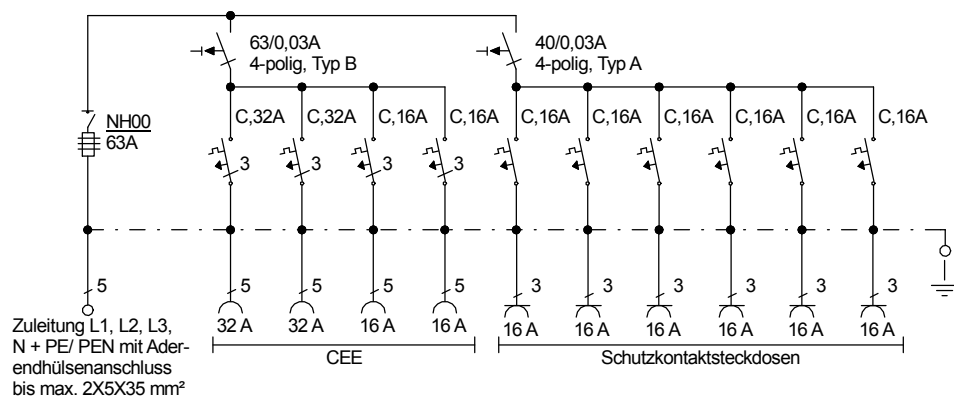 63/0,03A
4-polig, Typ B
40/0,03A
4-polig, Typ A
NH00
63A
C,32A
C,32A
C,16A
C,16A
C,16A
C,16A
C,16A
C,16A
C,16A
C,16A
3
3
3
3
5
5
5
5
5
3
3
3
3
3
3
32 A
32 A
16 A
16 A
16 A
16 A
16 A
16 A
16 A
16 A
CEE
Schutzkontaktsteckdosen
Zuleitung L1, L2, L3,
N + PE/ PEN mit Ader-
endhülsenanschluss
bis max. 2X5X35 mm²